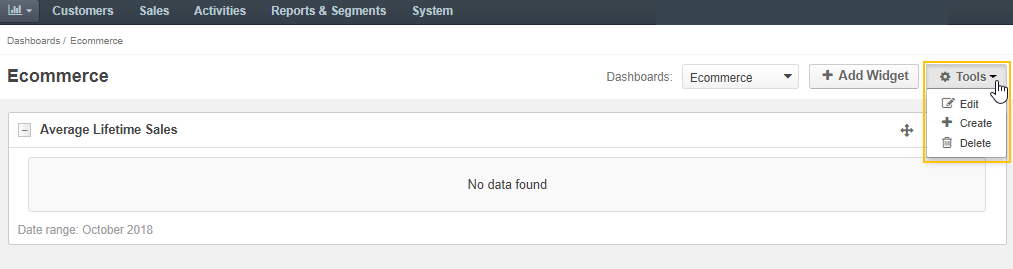 Customers Sales Activities Reports & Segments System
Dashboards / Ecommerce
Ecommerce Dashboards: Ecommerce Add Widget Tools
Edit
Create
Delete
Average Lifetime Sales
No data found
Date range: October 2018